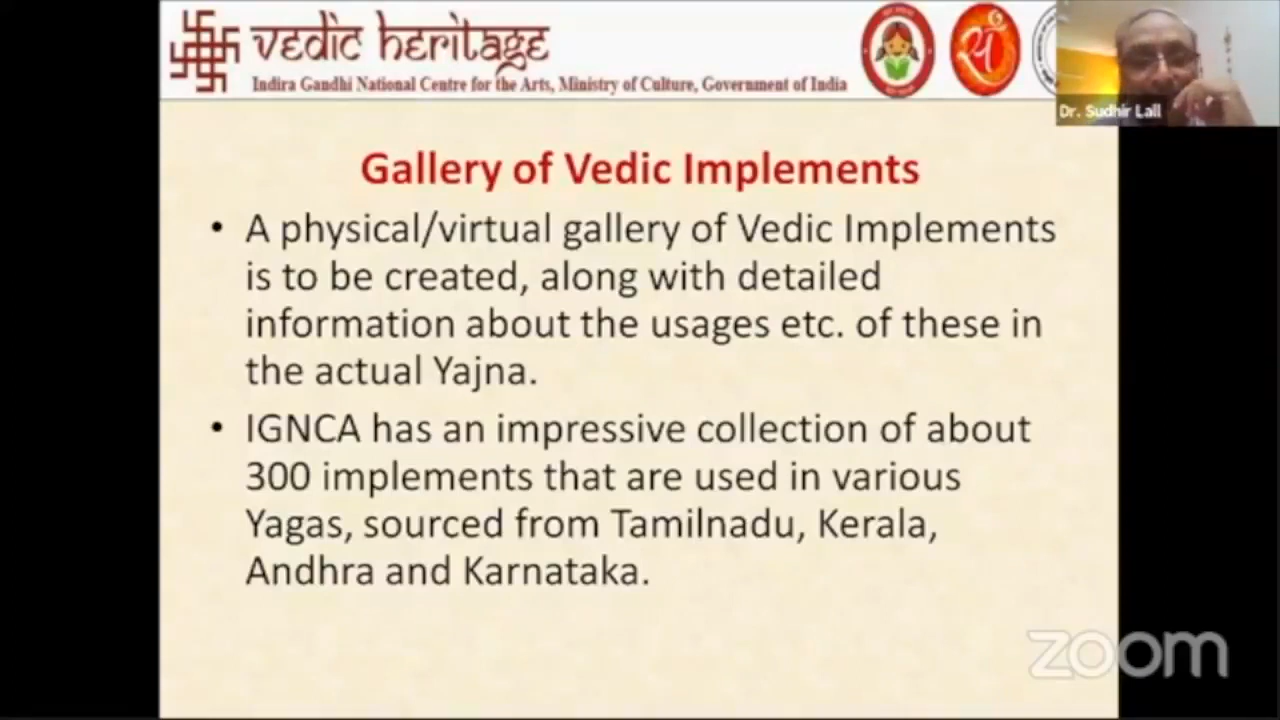 vedic heritage
Indira Gandhi National Centre for the Arts, Ministry of Culture, Government of India
Dr. Sudhir Lall
Gallery of Vedic Implements
• A physical/virtual gallery of Vedic Implements
is to be created, along with detailed
information about the usages etc. of these in
the actual Yajna.
• IGNCA has an impressive collection of about
300 implements that are used in various
Yagas, sourced from Tamilnadu, Kerala,
Andhra and Karnataka.
zoom